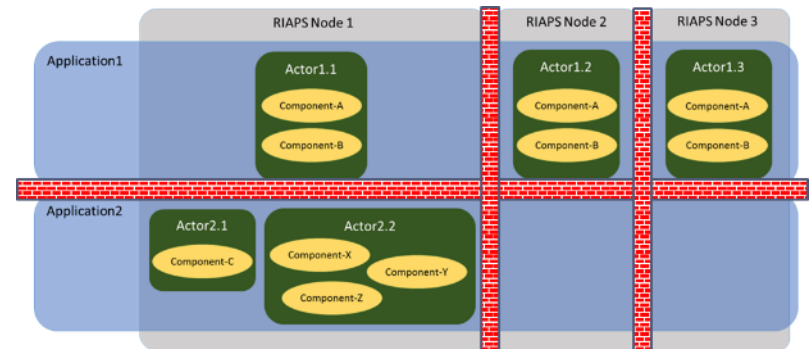 RIAPS Node 1
RIAPS Node 2
RIAPS Node 3
Application1
Actor1.1
Component-A
Component-B
Actor1.2
Component-A
Component-B
Actor1.3
Component-A
Component-B
Application2
Actor2.1
Component-C
Actor2.2
Component-X
Component-Y
Component-Z